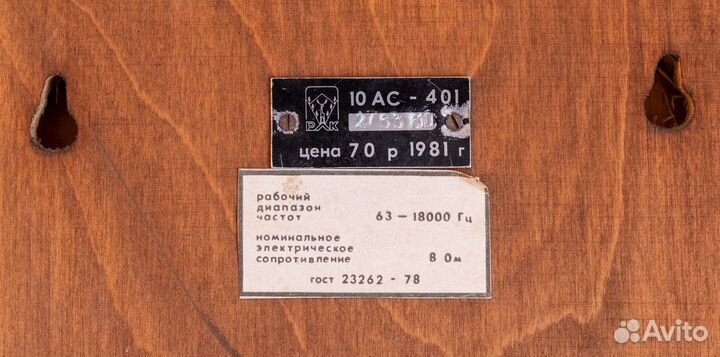 РАК
10 АС - 401
цена 70 р 1981 г
рабочий
диапазон
частот 63 - 18000 Гц
номинальное
электрическое
сопротивление 8 Ом
гост 23262 - 78
Avito